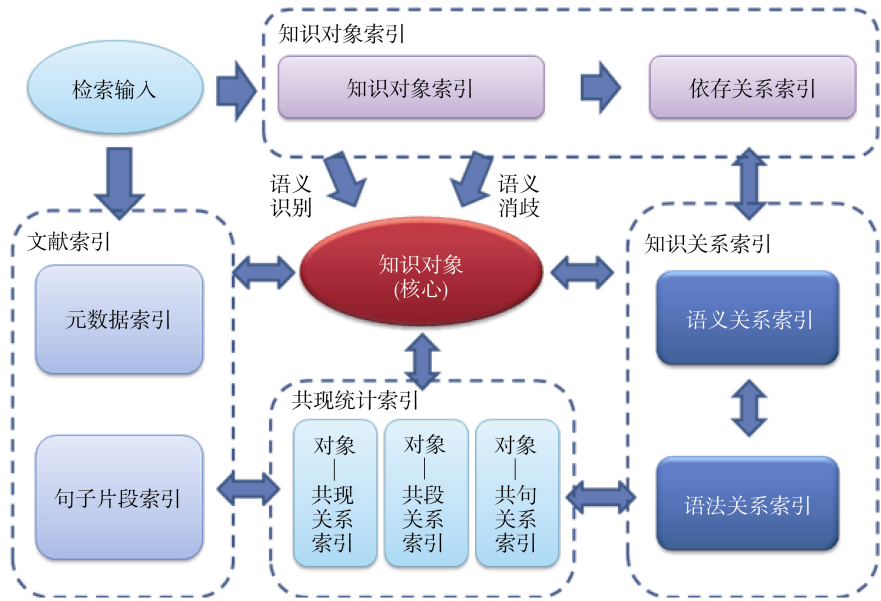 知识对象索引
检索输入
知识对象索引
依存关系索引
语义
识别
语义
消歧
文献索引
知识关系索引
知识对象
(核心)
元数据索引
语义关系索引
共现统计索引
对象
—
共现
关系
索引
对象
—
共段
关系
索引
对象
—
共句
关系
索引
句子片段索引
语法关系索引